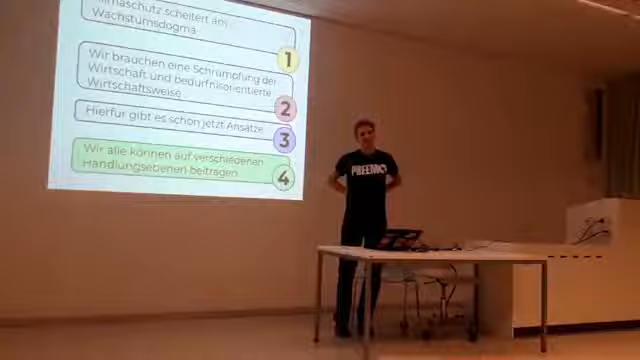 Klimaschutz scheitert am
Wachstumsdogma
1
Wir brauchen eine Schrumpfung der
Wirtschaft und bedürfnisorientierte
Wirtschaftsweise
2
Hierfür gibt es schon jetzt Ansätze
3
Wir alle können auf verschiedenen
Handlungsebenen beitragen
4